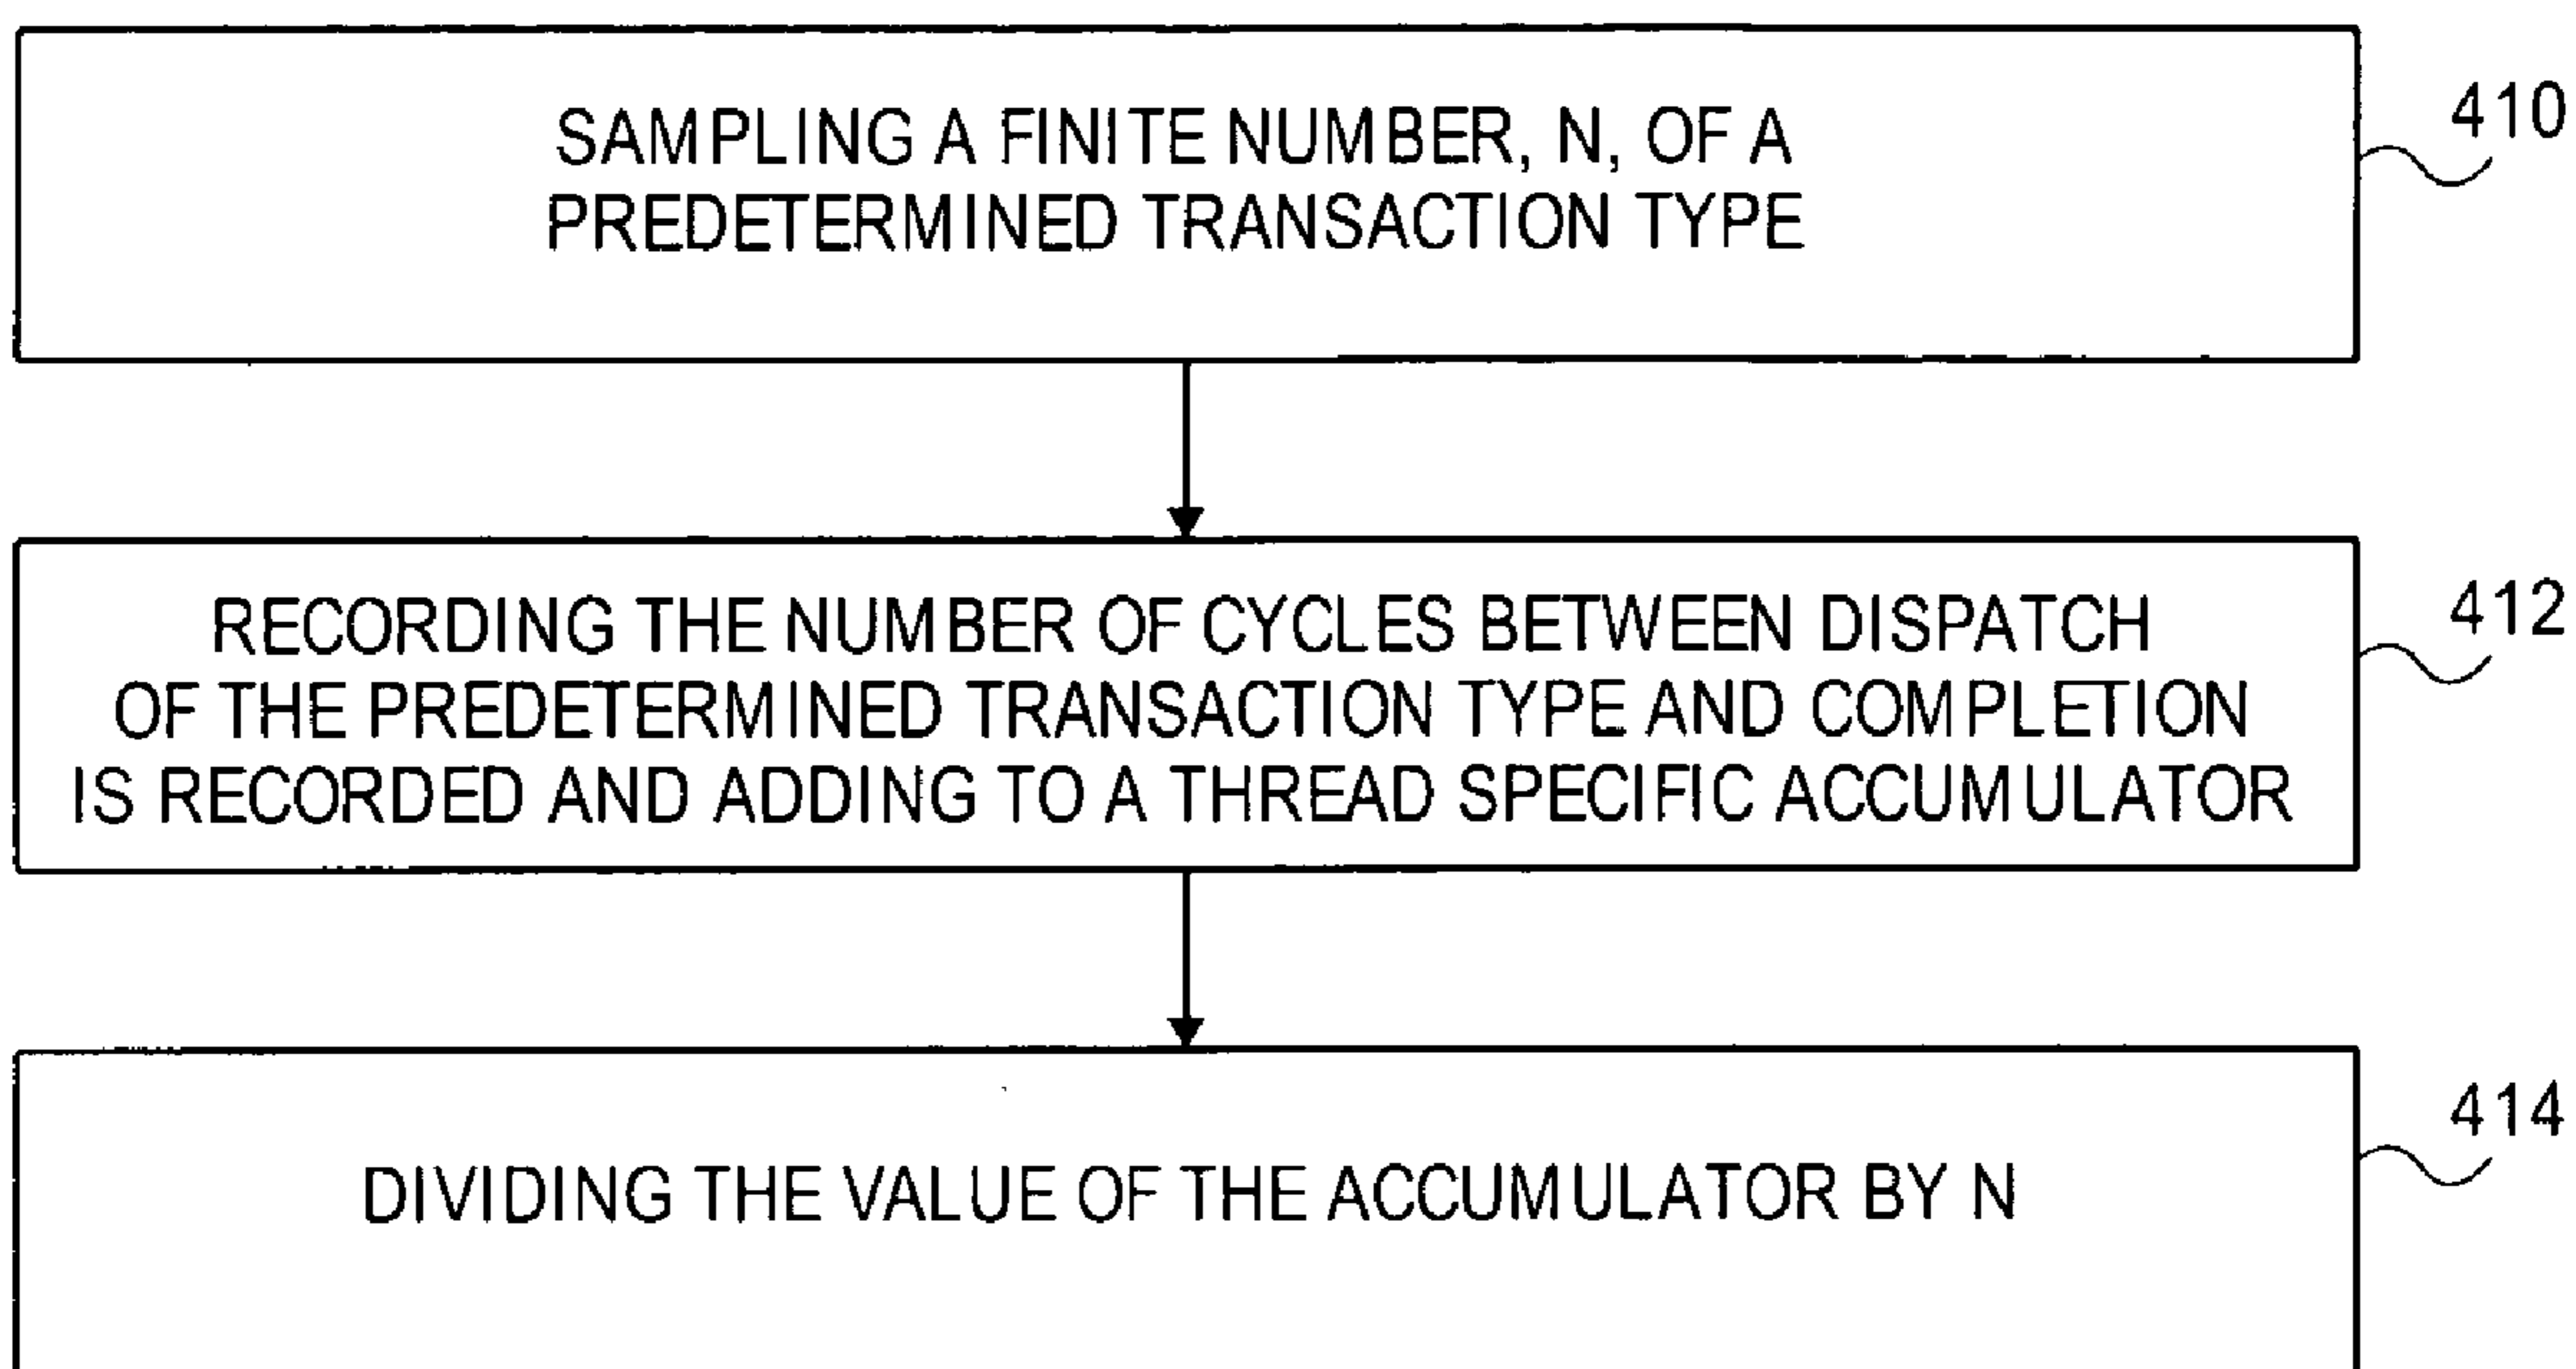 SAMPLING A FINITE NUMBER, N, OF A
PREDETERMINED TRANSACTION TYPE
410
RECORDING THE NUMBER OF CYCLES BETWEEN DISPATCH
OF THE PREDETERMINED TRANSACTION TYPE AND COMPLETION
IS RECORDED AND ADDING TO A THREAD SPECIFIC ACCUMULATOR
412
DIVIDING THE VALUE OF THE ACCUMULATOR BY N
414